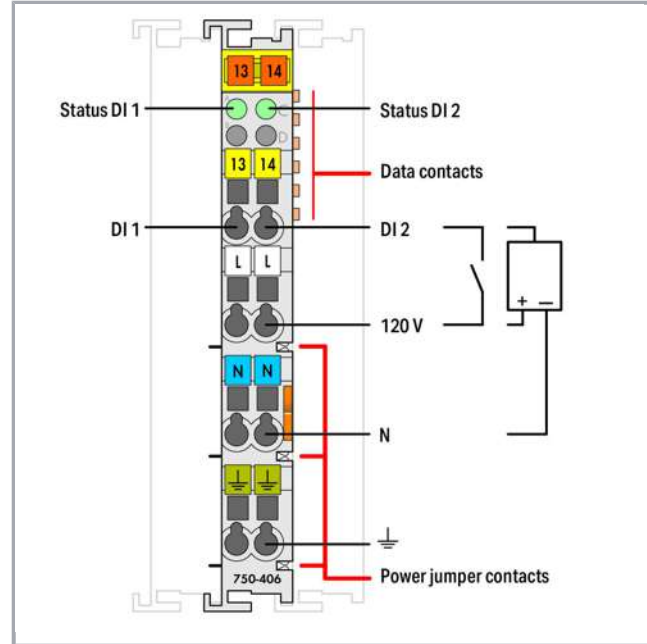 13 14
A C
Status DI 1
Status DI 2
B D
13 14
Data contacts
DI 1
DI 2
L L
+ −
120 V
N N
N
Power jumper contacts
750-406